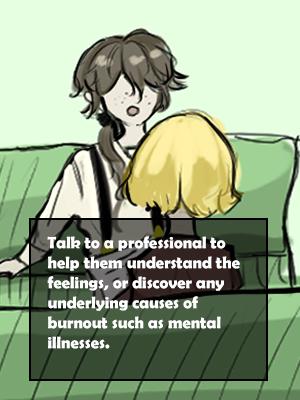 Talk to a professional to
help them understand the
feelings, or discover any
underlying causes of
burnout such as mental
illnesses.